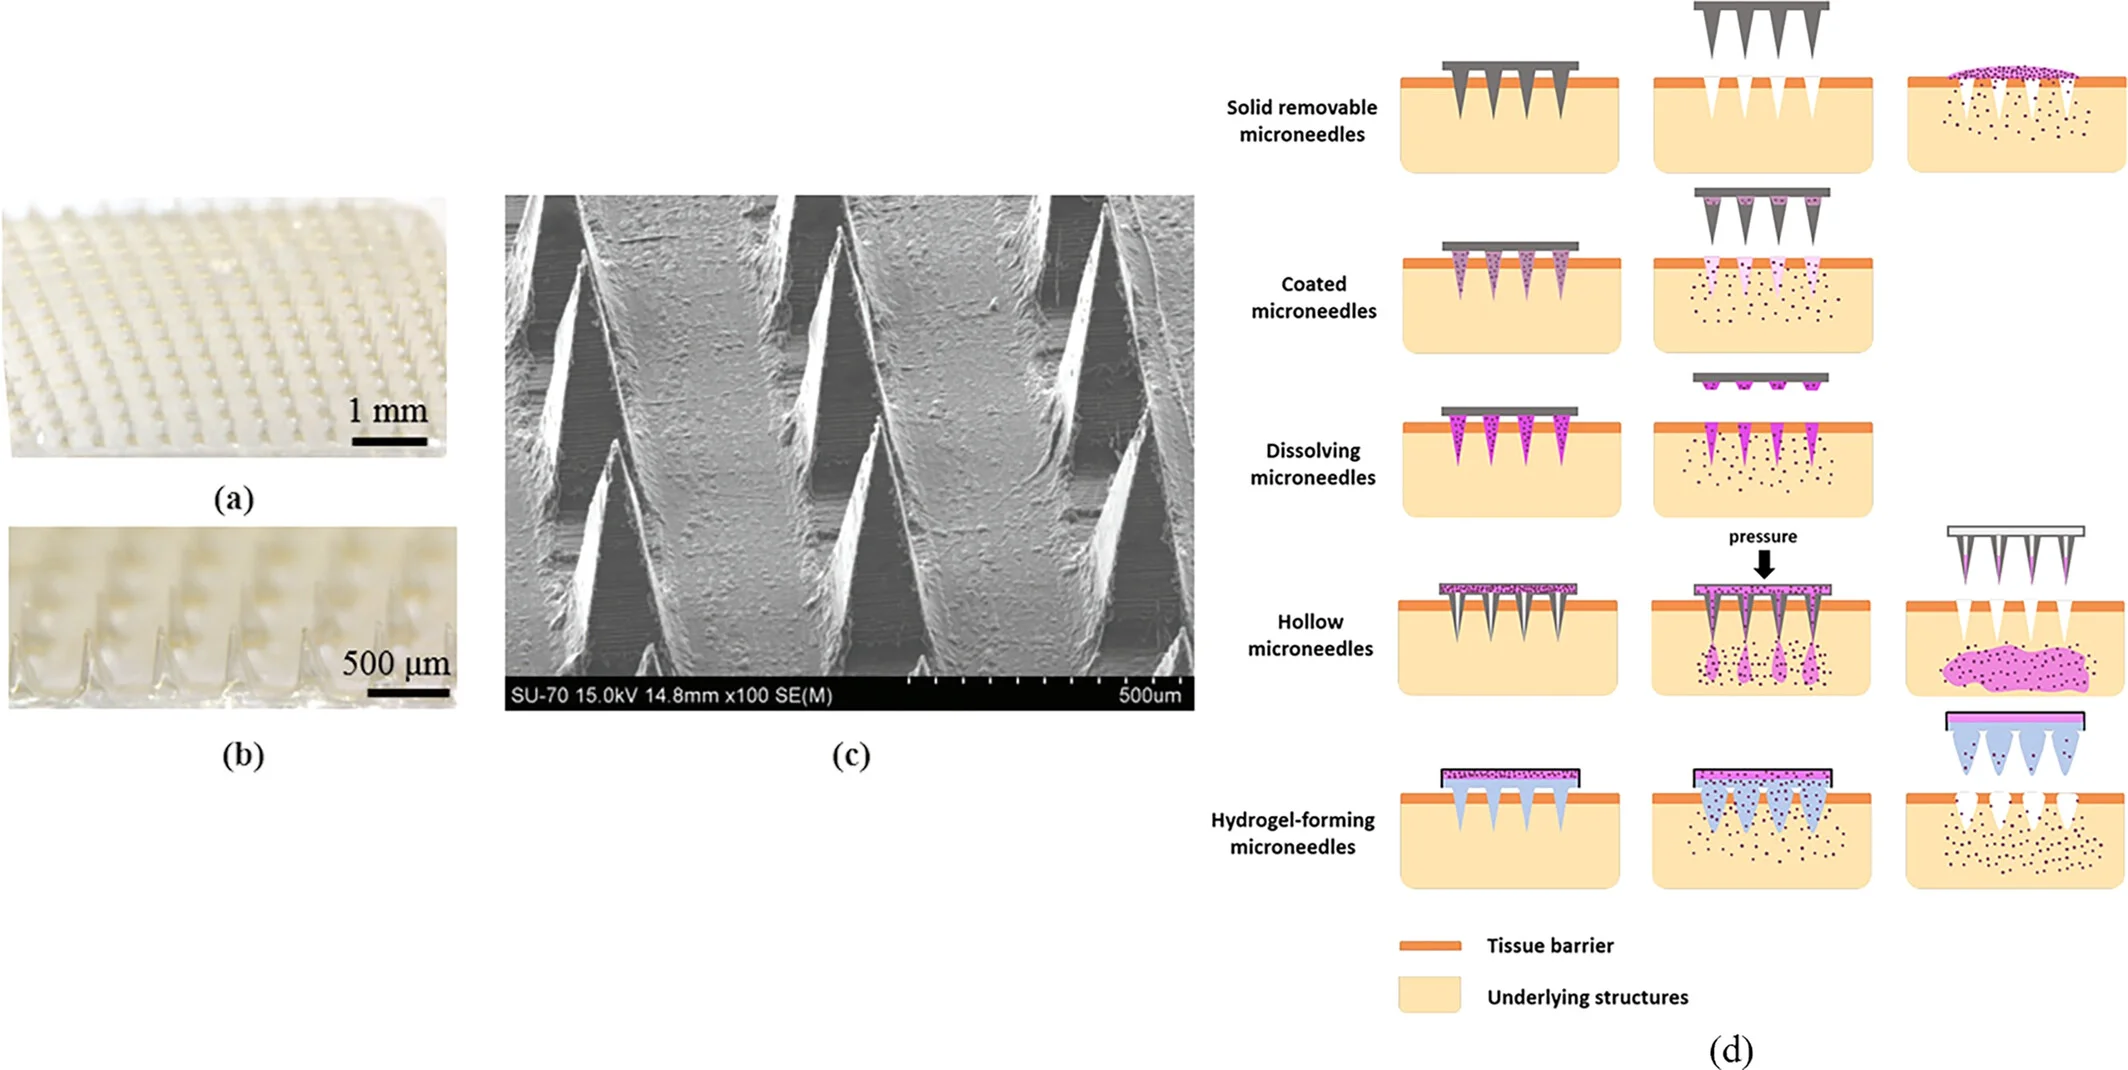 1 mm
(a)
500 μm
(b)
SU-70 15.0kV 14.8mm x100 SE(M)
500um
(c)
Solid removable
microneedles
Coated
microneedles
Dissolving
microneedles
pressure
Hollow
microneedles
Hydrogel-forming
microneedles
Tissue barrier
Underlying structures
(d)